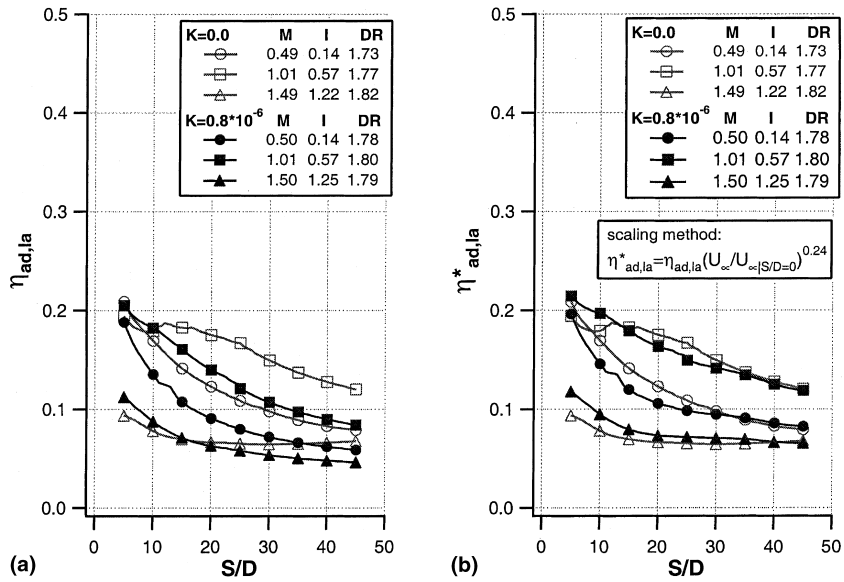 0.5
0.4
0.3
0.2
0.1
0.0
ηad,la
K=0.0 M I DR
0.49 0.14 1.73
1.01 0.57 1.77
1.49 1.22 1.82
K=0.8*10-6 M I DR
0.50 0.14 1.78
1.01 0.57 1.80
1.50 1.25 1.79
0 10 20 30 40 50
S/D
(a)
0.5
0.4
0.3
0.2
0.1
0.0
η*ad,la
K=0.0 M I DR
0.49 0.14 1.73
1.01 0.57 1.77
1.49 1.22 1.82
K=0.8*10-6 M I DR
0.50 0.14 1.78
1.01 0.57 1.80
1.50 1.25 1.79
scaling method:
η*ad,la=ηad,la(U∞/U∞|S/D=0)0.24
0 10 20 30 40 50
S/D
(b)